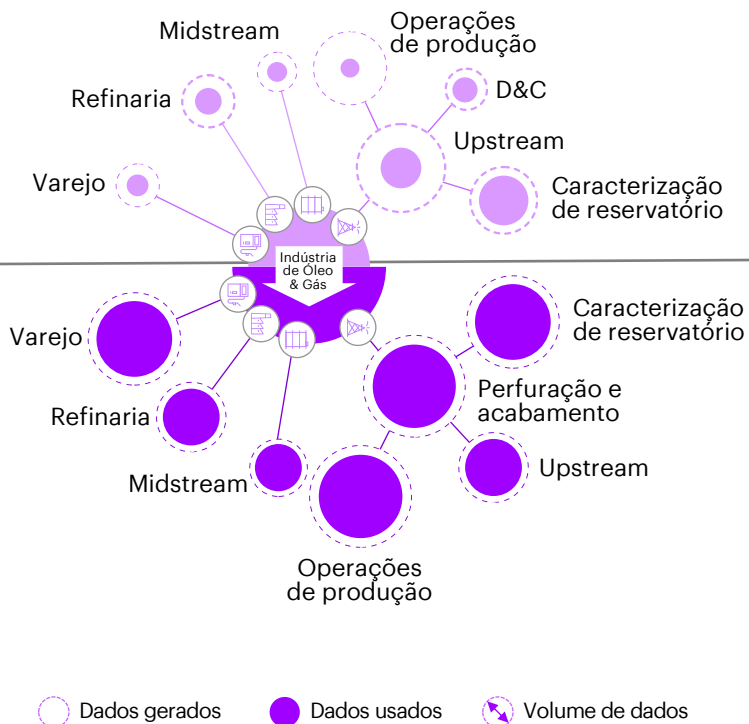 Operações
de produção
Midstream
D&C
Refinaria
Upstream
Varejo
Caracterização
de reservatório
Indústria
de Óleo
& Gás
Caracterização
de reservatório
Varejo
Perfuração e
acabamento
Refinaria
Upstream
Midstream
Operações
de produção
Dados gerados
Dados usados
Volume de dados